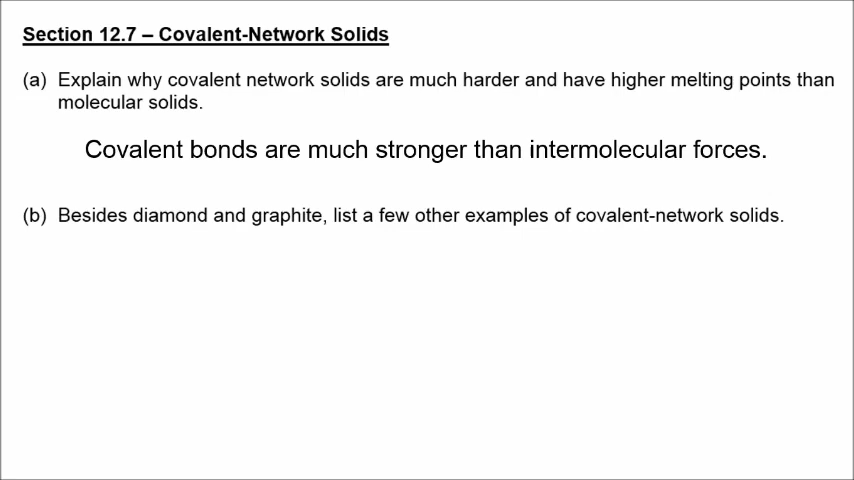 Section 12.7 – Covalent-Network Solids
(a) Explain why covalent network solids are much harder and have higher melting points than
molecular solids.
Covalent bonds are much stronger than intermolecular forces.
(b) Besides diamond and graphite, list a few other examples of covalent-network solids.